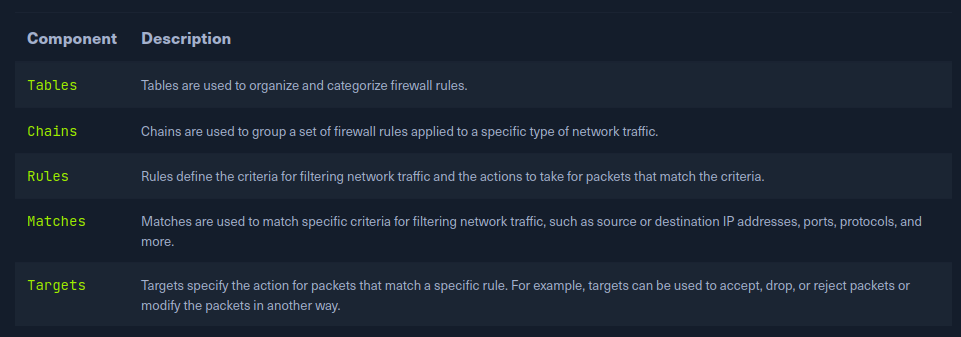 Component Description
Tables Tables are used to organize and categorize firewall rules.
Chains Chains are used to group a set of firewall rules applied to a specific type of network traffic.
Rules Rules define the criteria for filtering network traffic and the actions to take for packets that match the criteria.
Matches Matches are used to match specific criteria for filtering network traffic, such as source or destination IP addresses, ports, protocols, and
more.
Targets Targets specify the action for packets that match a specific rule. For example, targets can be used to accept, drop, or reject packets or
modify the packets in another way.